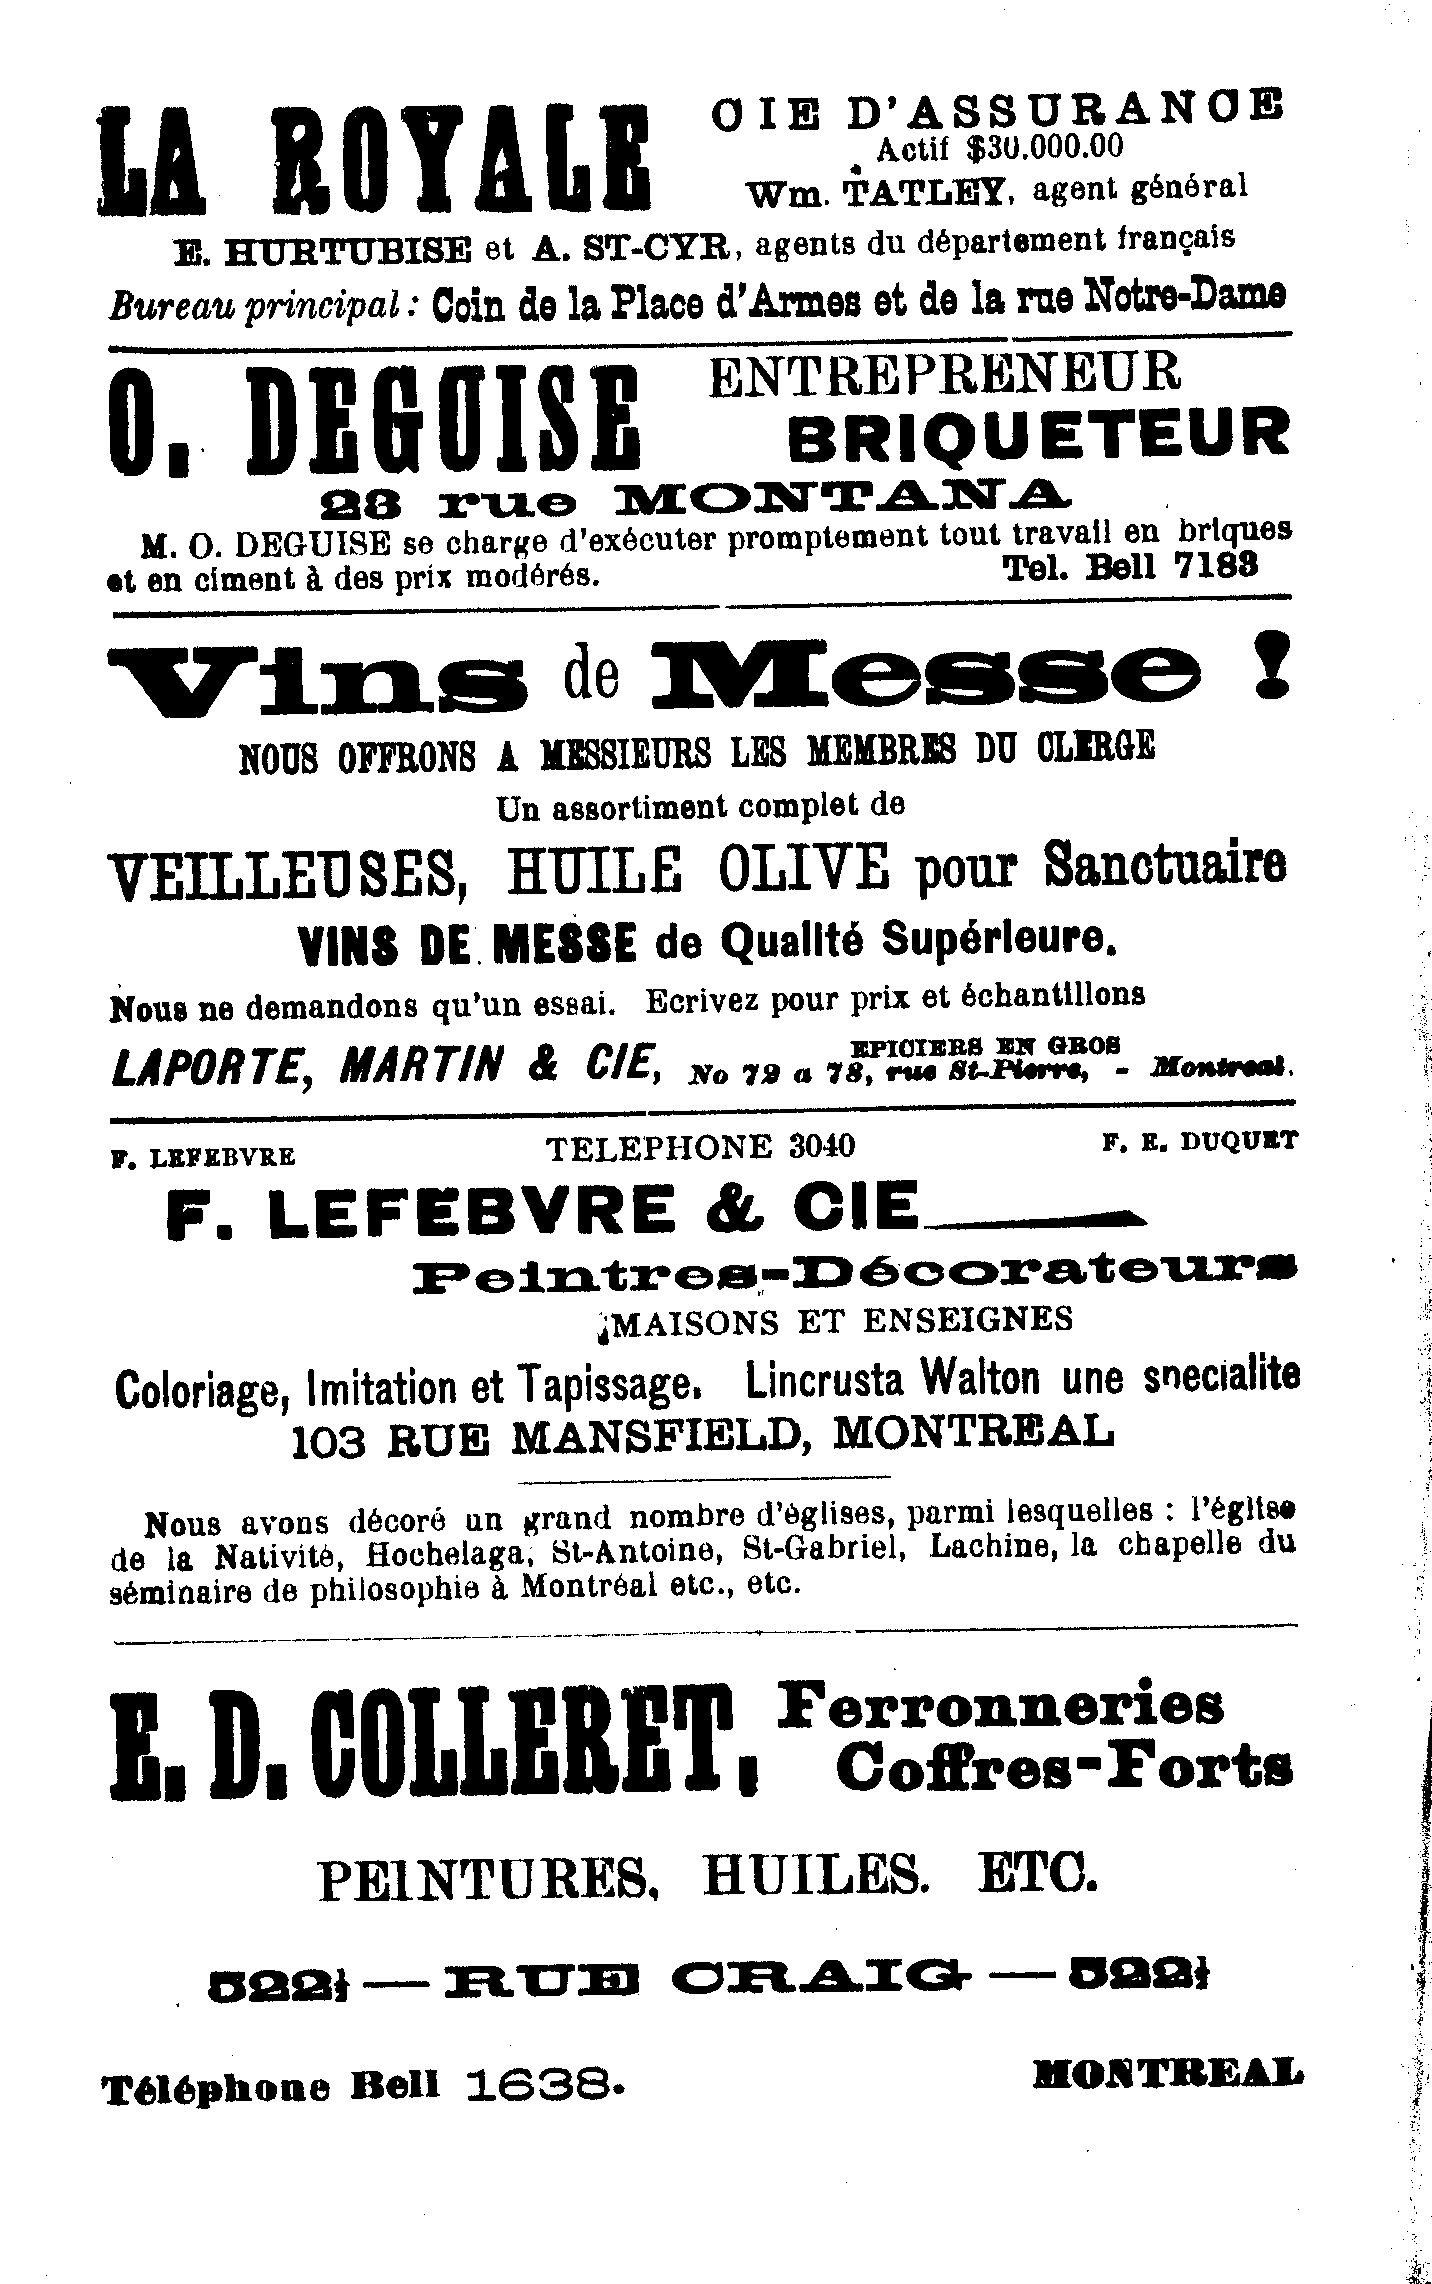 LA ROYALE CIE D'ASSURANCE
Actif $30.000.00
Wm. TATLEY, agent général
E. HURTUBISE et A. ST-CYR, agents du département français
Bureau principal : Coin de la Place d'Armes et de la rue Notre-Dame
O. DEGUISE ENTREPRENEUR
BRIQUETEUR
23 rue MONTANA
M. O. DEGUISE se charge d'exécuter promptement tout travail en briques
et en ciment à des prix modérés. Tel. Bell 7183
Vins de Messe !
NOUS OFFRONS A MESSIEURS LES MEMBRES DU CLERGE
Un assortiment complet de
VEILLEUSES, HUILE OLIVE pour Sanctuaire
VINS DE MESSE de Qualité Supérieure.
Nous ne demandons qu'un essai. Ecrivez pour prix et échantillons
LAPORTE, MARTIN & CIE, EPICIERS EN GROS
No 72 a 78, rue St-Pierre, - Montreal.
F. LEFEBVRE TELEPHONE 3040 F. E. DUQUET
F. LEFEBVRE & CIE
Peintres-Décorateurs
MAISONS ET ENSEIGNES
Coloriage, Imitation et Tapissage. Lincrusta Walton une specialite
103 RUE MANSFIELD, MONTREAL
Nous avons décoré un grand nombre d'églises, parmi lesquelles : l'église
de la Nativité, Hochelaga, St-Antoine, St-Gabriel, Lachine, la chapelle du
séminaire de philosophie à Montréal etc., etc.
E. D. COLLERET, Ferronneries
Coffres-Forts
PEINTURES, HUILES. ETC.
522½ — RUE CRAIG — 522½
Téléphone Bell 1638. MONTREAL